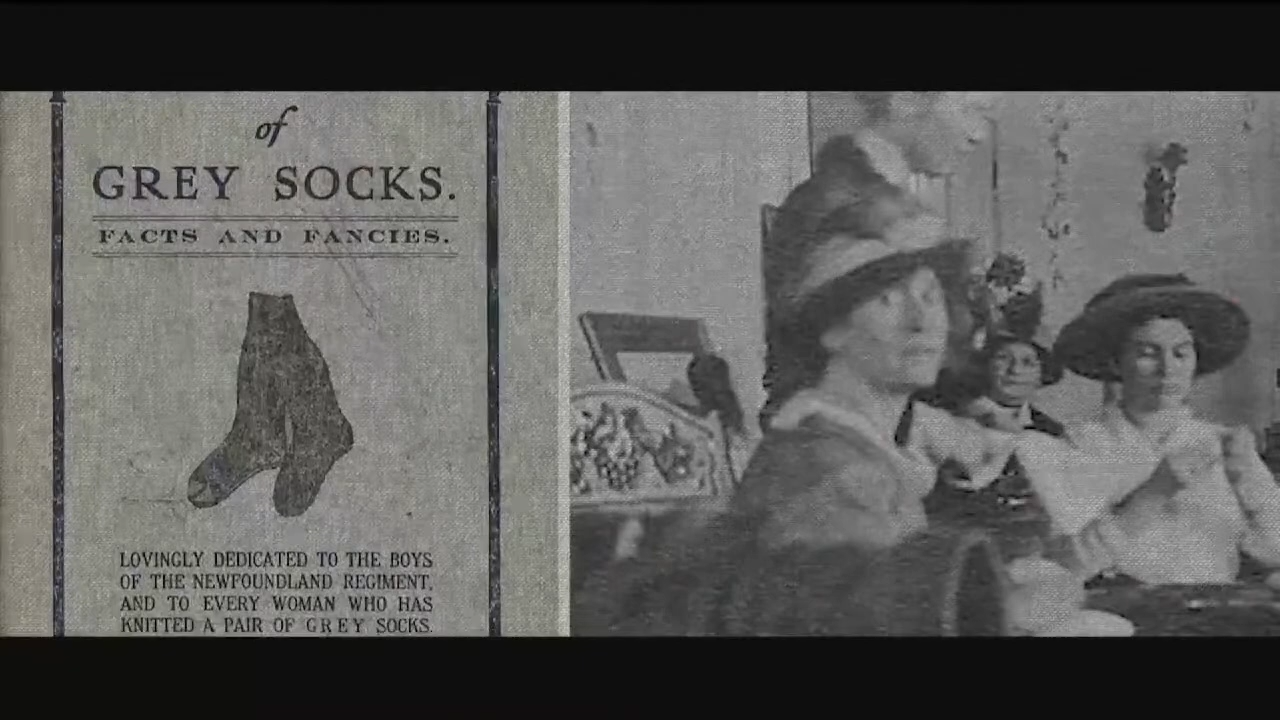 of
GREY SOCKS.
FACTS AND FANCIES.
LOVINGLY DEDICATED TO THE BOYS
OF THE NEWFOUNDLAND REGIMENT,
AND TO EVERY WOMAN WHO HAS
KNITTED A PAIR OF GREY SOCKS.